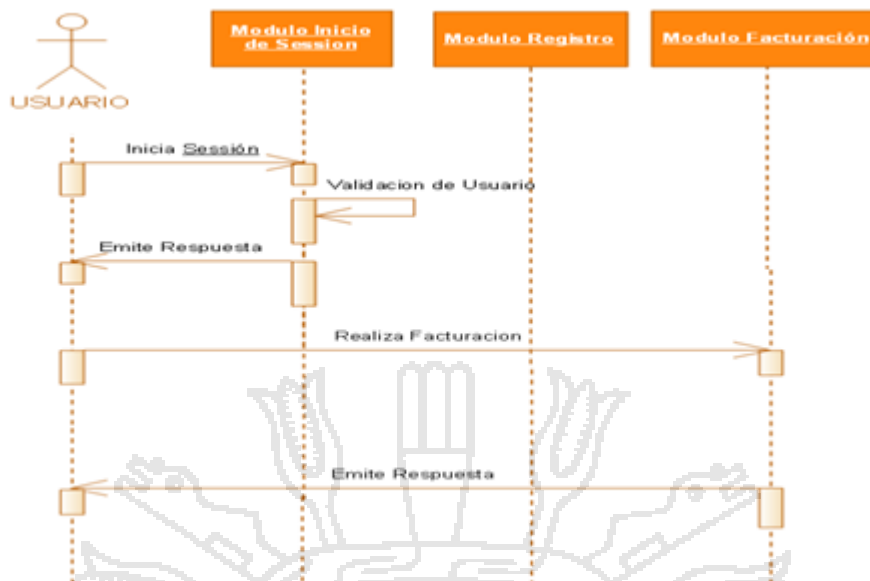 Modulo Inicio
de Session
Modulo Registro
Modulo Facturación
USUARIO
Inicia Sessión
Validacion de Usuario
Emite Respuesta
Realiza Facturacion
Emite Respuesta